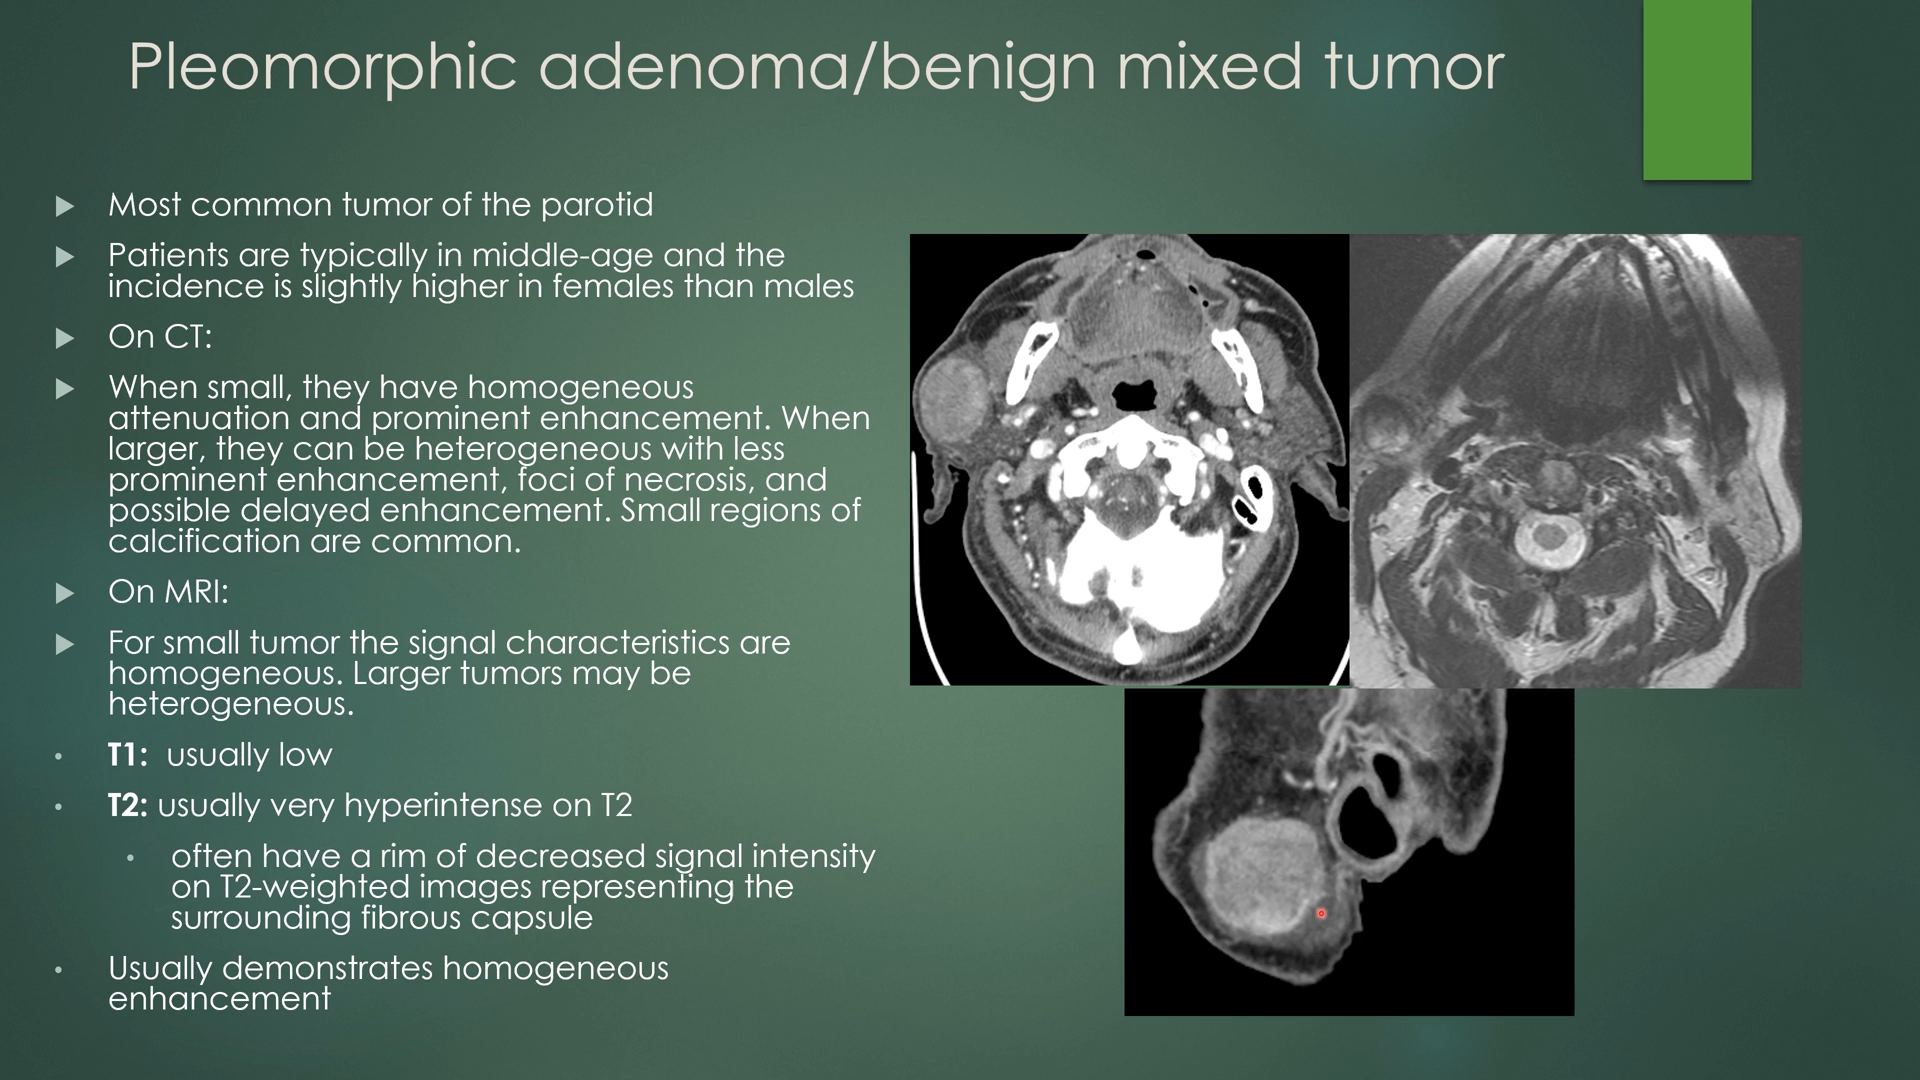 Pleomorphic adenoma/benign mixed tumor
Most common tumor of the parotid
Patients are typically in middle-age and the
incidence is slightly higher in females than males
On CT:
When small, they have homogeneous
attenuation and prominent enhancement. When
larger, they can be heterogeneous with less
prominent enhancement, foci of necrosis, and
possible delayed enhancement. Small regions of
calcification are common.
On MRI:
For small tumor the signal characteristics are
homogeneous. Larger tumors may be
heterogeneous.
T1: usually low
T2: usually very hyperintense on T2
often have a rim of decreased signal intensity
on T2-weighted images representing the
surrounding fibrous capsule
Usually demonstrates homogeneous
enhancement